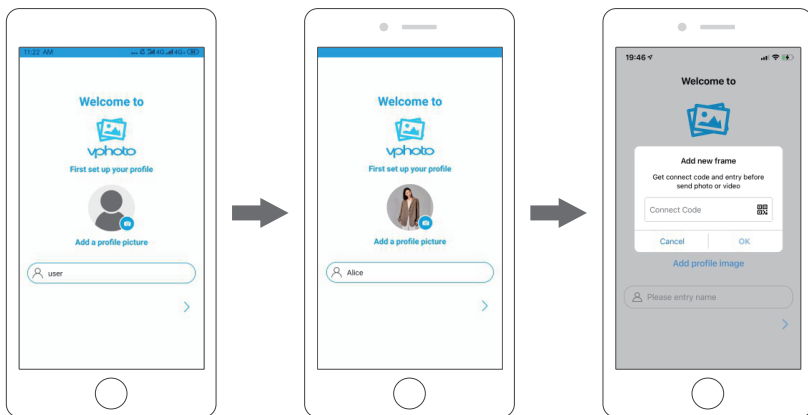 11:22 AM
4G 4G
Welcome to
vphoto
First set up your profile
Add a profile picture
user
Welcome to
vphoto
First set up your profile
Add a profile picture
Alice
19:46
Welcome to
Add new frame
Get connect code and entry before
send photo or video
Connect Code
Cancel OK
Add profile image
Please entry name